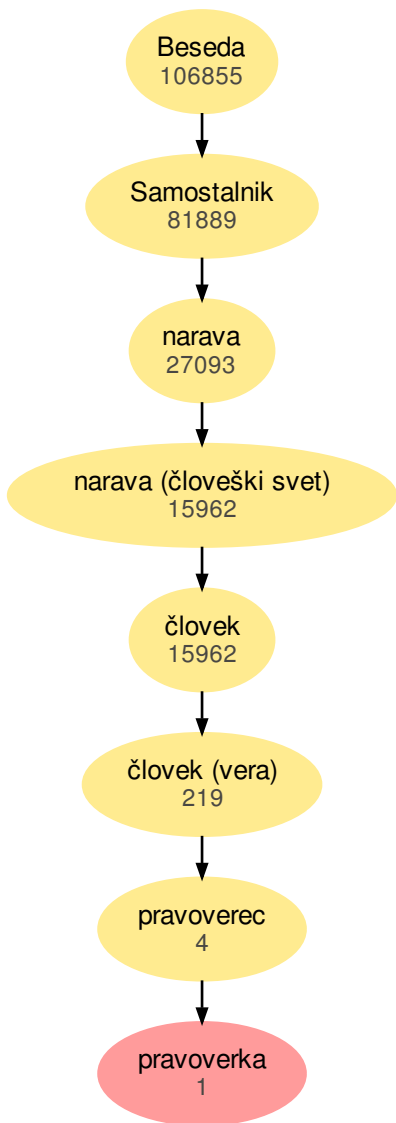 Beseda
106855
Samostalnik
81889
narava
27093
narava (človeški svet)
15962
človek
15962
človek (vera)
219
pravoverec
4
pravoverka
1